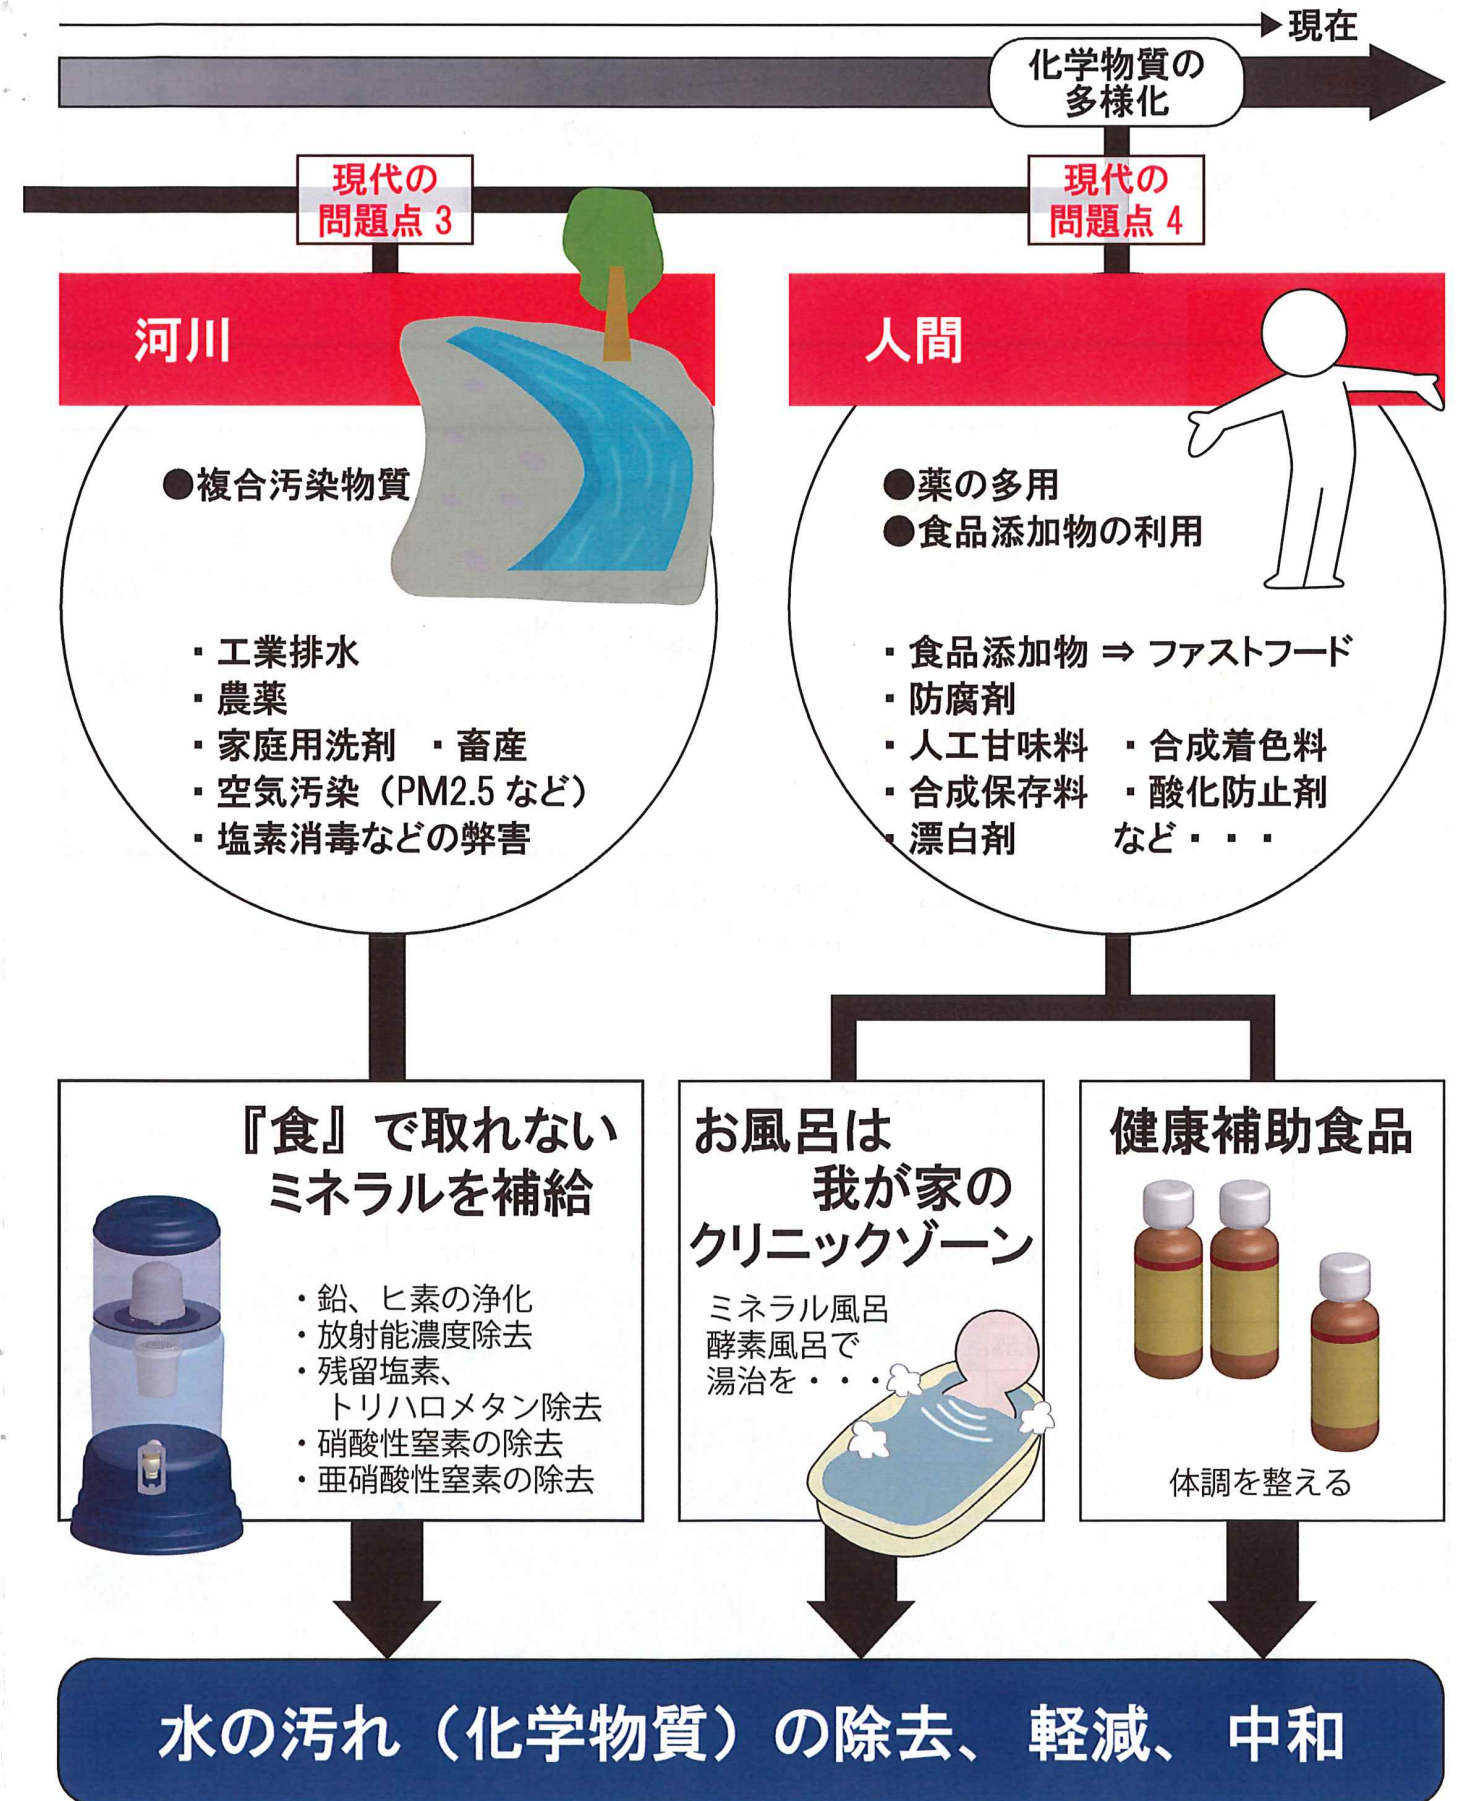 現在
化学物質の
多様化
現代の
問題点 3
現代の
問題点 4
河川
●複合汚染物質
・工業排水
・農薬
・家庭用洗剤 ・畜産
・空気汚染（PM2.5 など）
・塩素消毒などの弊害
人間
●薬の多用
●食品添加物の利用
・食品添加物 ⇒ ファストフード
・防腐剤
・人工甘味料 ・合成着色料
・合成保存料 ・酸化防止剤
・漂白剤 など・・・
『食』で取れない
ミネラルを補給
・鉛、ヒ素の浄化
・放射能濃度除去
・残留塩素、
トリハロメタン除去
・硝酸性窒素の除去
・亜硝酸性窒素の除去
お風呂は
我が家の
クリニックゾーン
ミネラル風呂
酵素風呂で
湯治を・・・
健康補助食品
体調を整える
水の汚れ（化学物質）の除去、軽減、中和